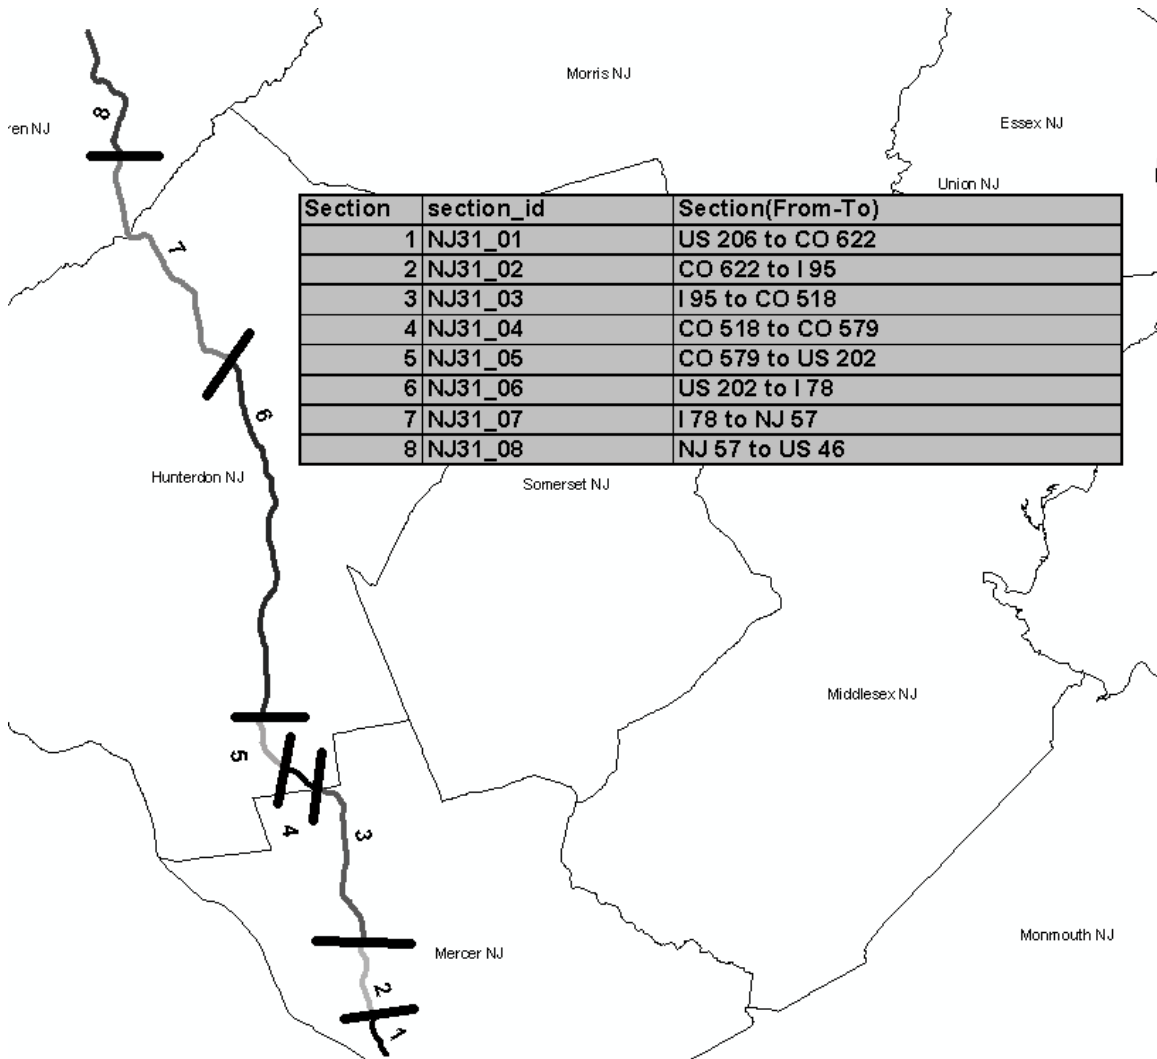 Morris NJ
Essex NJ
ren NJ
8
Union NJ
7
Section section_id Section(From-To)
1 NJ31_01 US 206 to CO 622
2 NJ31_02 CO 622 to I 95
3 NJ31_03 I 95 to CO 518
4 NJ31_04 CO 518 to CO 579
5 NJ31_05 CO 579 to US 202
6 NJ31_06 US 202 to I 78
7 NJ31_07 I 78 to NJ 57
8 NJ31_08 NJ 57 to US 46
6
Hunterdon NJ
Somerset NJ
Middlesex NJ
5
4
3
Monmouth NJ
Mercer NJ
2
1